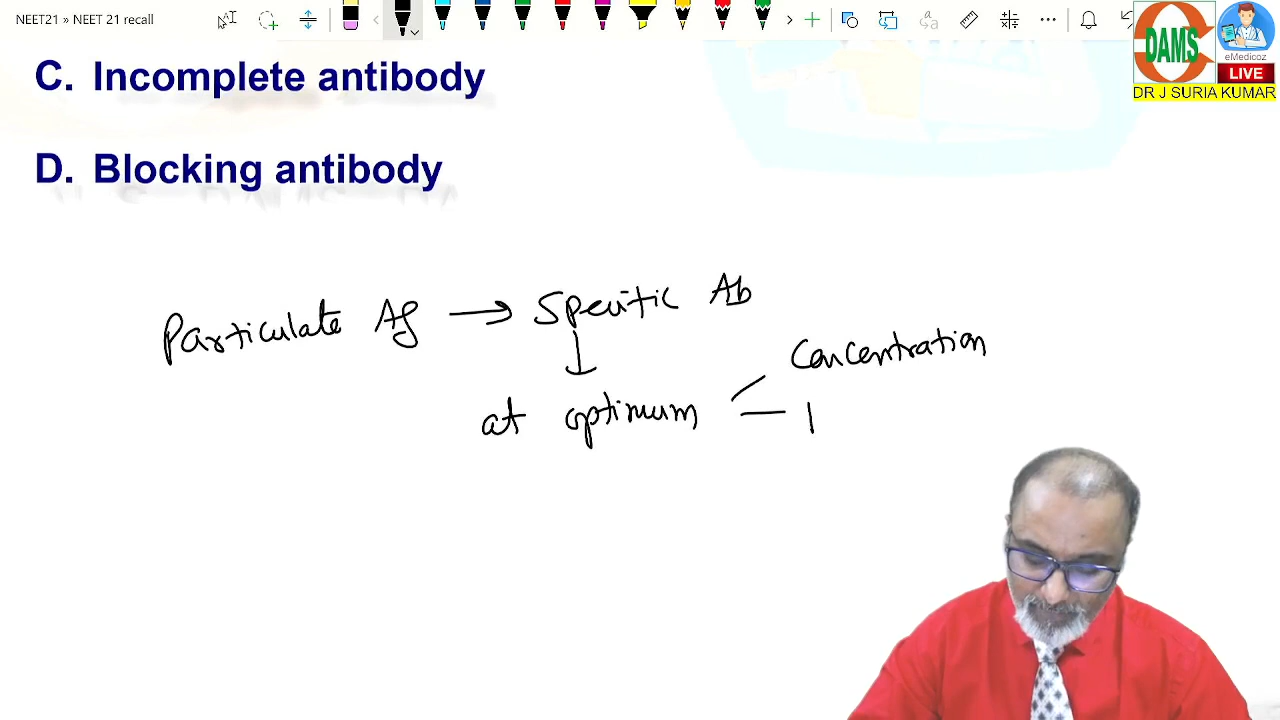 NEET21 » NEET 21 recall
DAMS
eMedicoz
LIVE
DR J SURIA KUMAR
C. Incomplete antibody
D. Blocking antibody
Particulate Ag → Specific Ab
Concentration
at optimum